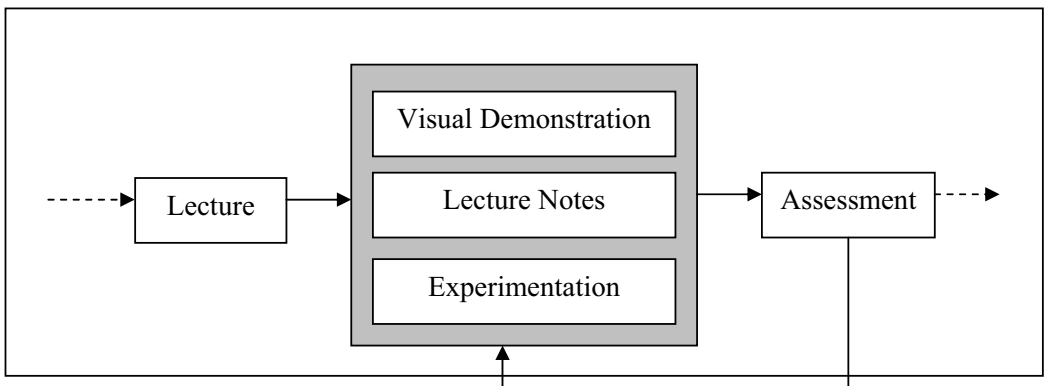 Visual Demonstration
Lecture
Lecture Notes
Assessment
Experimentation